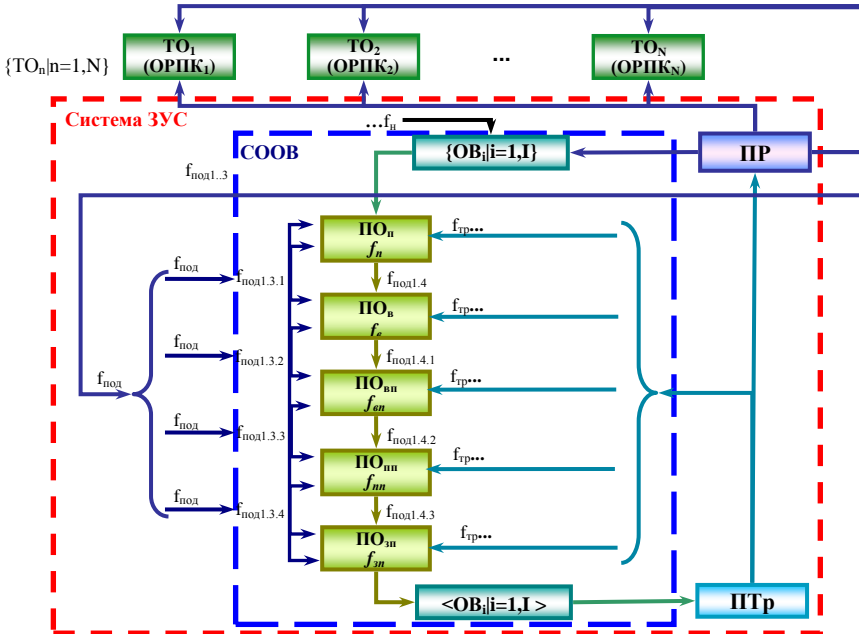 ТО₁
(ОРПК₁)
ТО₂
(ОРПК₂)
...
ТО_N
(ОРПК_N)
{ТОₙ|n=1,N}
Система ЗУС
...fн
СООВ
{ОВᵢ|i=1,I}
ПР
fпод1..3
ПОп
fп
fтр...
fпод
fпод1.3.1
fпод1.4
ПОв
fв
fтр...
fпод
fпод1.3.2
fпод1.4.1
fпод
ПОвп
fвп
fтр...
fпод
fпод1.3.3
fпод1.4.2
ПОпп
fпп
fтр...
fпод
fпод1.3.4
fпод1.4.3
ПОзп
fзп
fтр...
<ОВᵢ|i=1,I >
ПТр